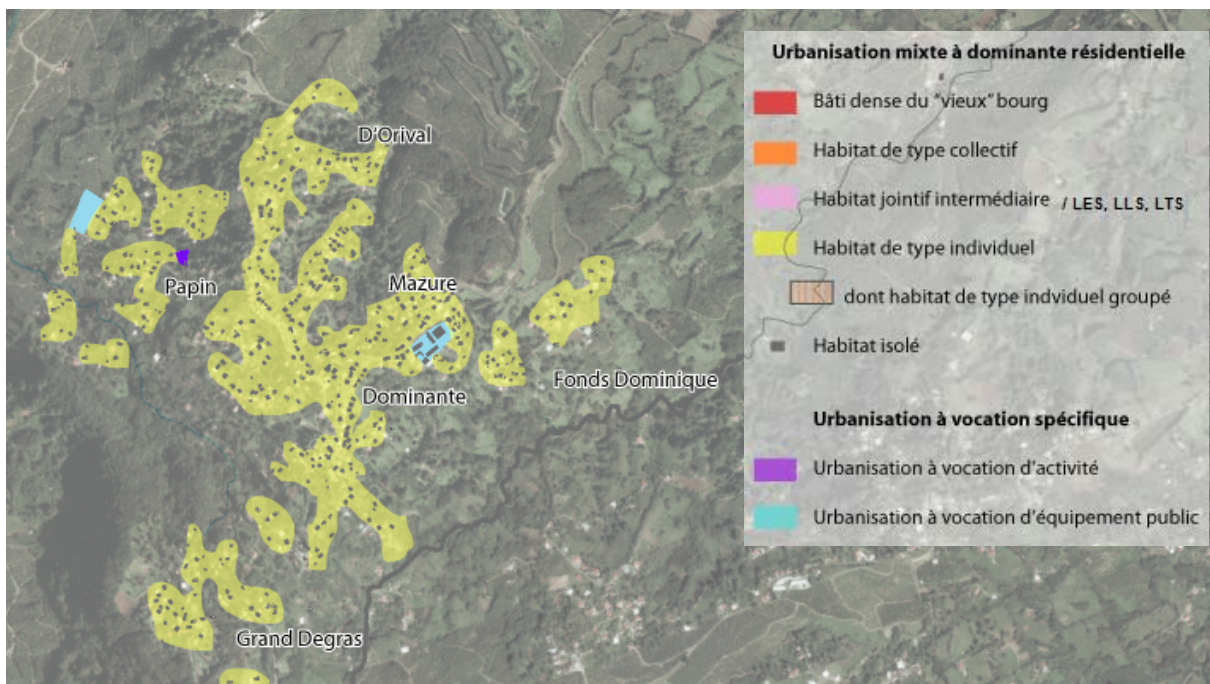 Urbanisation mixte à dominante résidentielle
Bâti dense du "vieux" bourg
Habitat de type collectif
Habitat jointif intermédiaire / LES, LLS, LTS
Habitat de type individuel
dont habitat de type indviduel groupé
Habitat isolé
Urbanisation à vocation spécifique
Urbanisation à vocation d'activité
Urbanisation à vocation d'équipement public
D'Orival
Papin
Mazure
Fonds Dominique
Dominante
Grand Degras